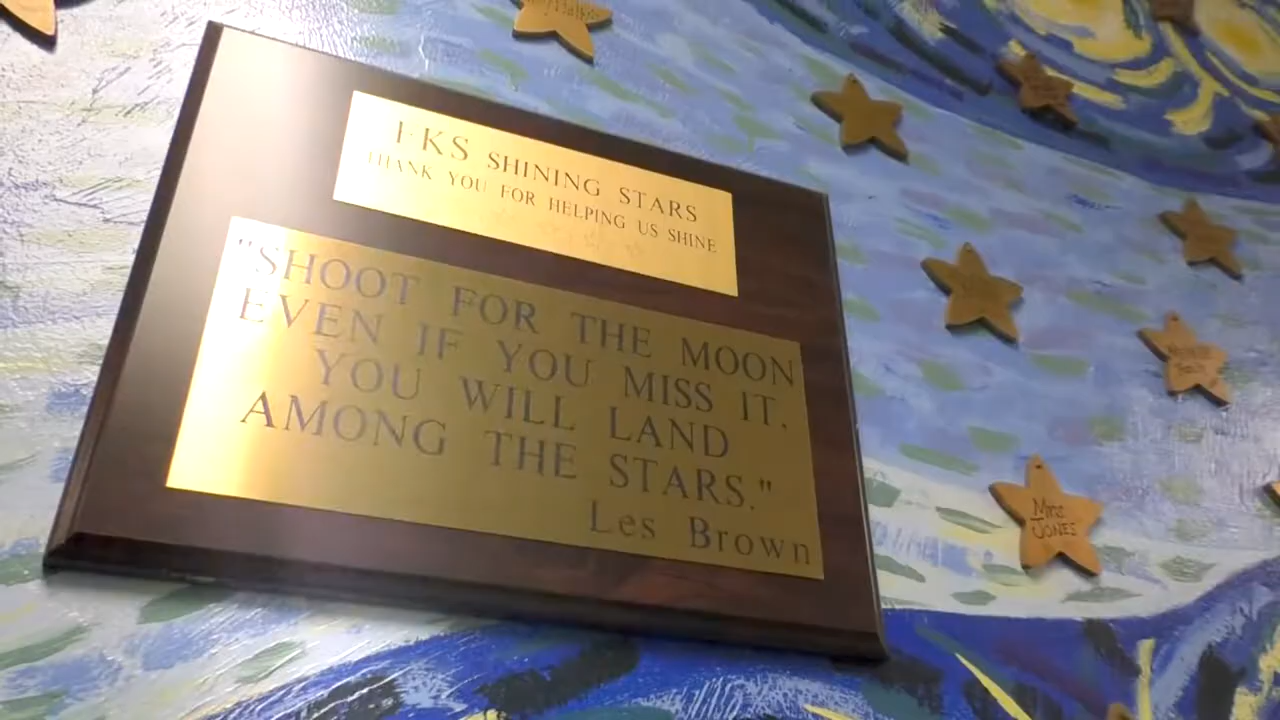 FKS SHINING STARS
THANK YOU FOR HELPING US SHINE
"SHOOT FOR THE MOON
EVEN IF YOU MISS IT.
YOU WILL LAND
AMONG THE STARS."
Les Brown
Mrs
JONES